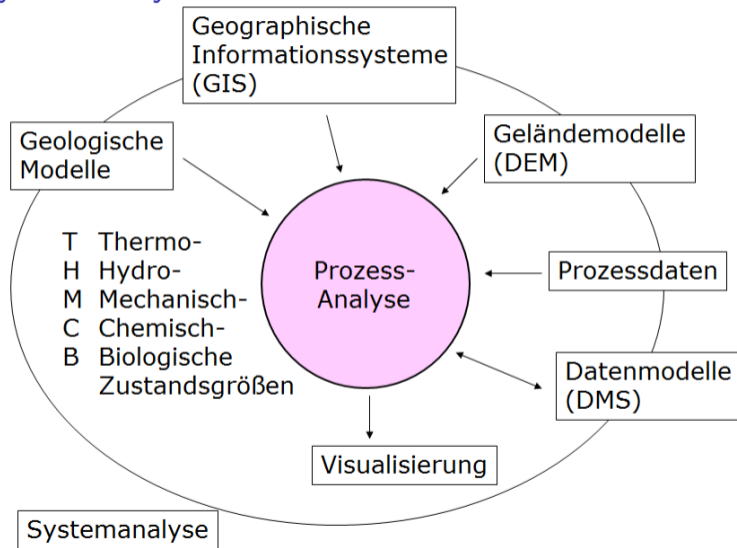 Geographische
Informationssysteme
(GIS)
Geologische
Modelle
Geländemodelle
(DEM)
T Thermo-
H Hydro-
M Mechanisch-
C Chemisch-
B Biologische
Zustandsgrößen
Prozess-
Analyse
Prozessdaten
Datenmodelle
(DMS)
Visualisierung
Systemanalyse